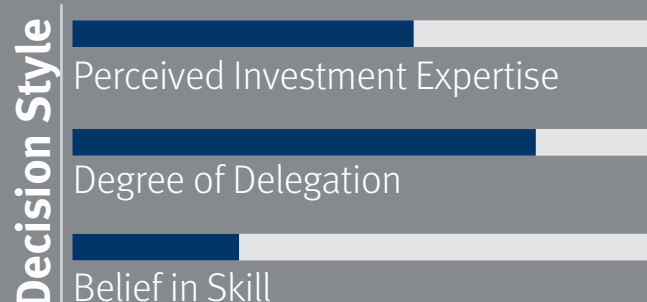 Decision Style
Perceived Investment Expertise
Degree of Delegation
Belief in Skill